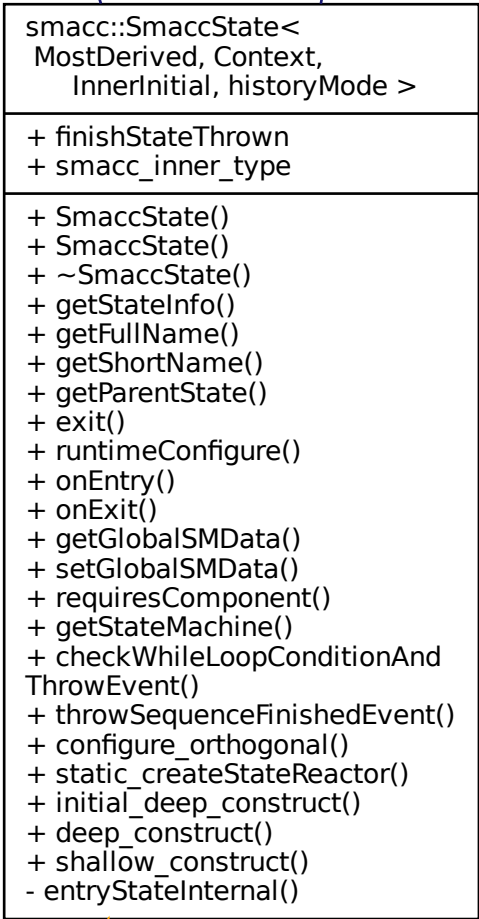 smacc::SmaccState<
MostDerived, Context,
InnerInitial, historyMode >
+ finishStateThrown
+ smacc_inner_type
+ SmaccState()
+ SmaccState()
+ ~SmaccState()
+ getStateInfo()
+ getFullName()
+ getShortName()
+ getParentState()
+ exit()
+ runtimeConfigure()
+ onEntry()
+ onExit()
+ getGlobalSMData()
+ setGlobalSMData()
+ requiresComponent()
+ getStateMachine()
+ checkWhileLoopConditionAnd
ThrowEvent()
+ throwSequenceFinishedEvent()
+ configure_orthogonal()
+ static_createStateReactor()
+ initial_deep_construct()
+ deep_construct()
+ shallow_construct()
- entryStateInternal()